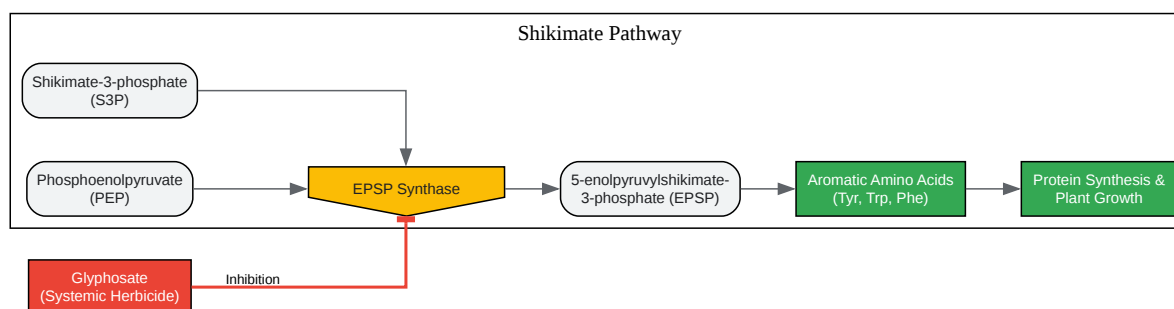 Shikimate Pathway
Shikimate-3-phosphate
(S3P)
Phosphoenolpyruvate
(PEP)
EPSP Synthase
5-enolpyruvylshikimate-
3-phosphate (EPSP)
Aromatic Amino Acids
(Tyr, Trp, Phe)
Protein Synthesis &
Plant Growth
Glyphosate
(Systemic Herbicide)
Inhibition